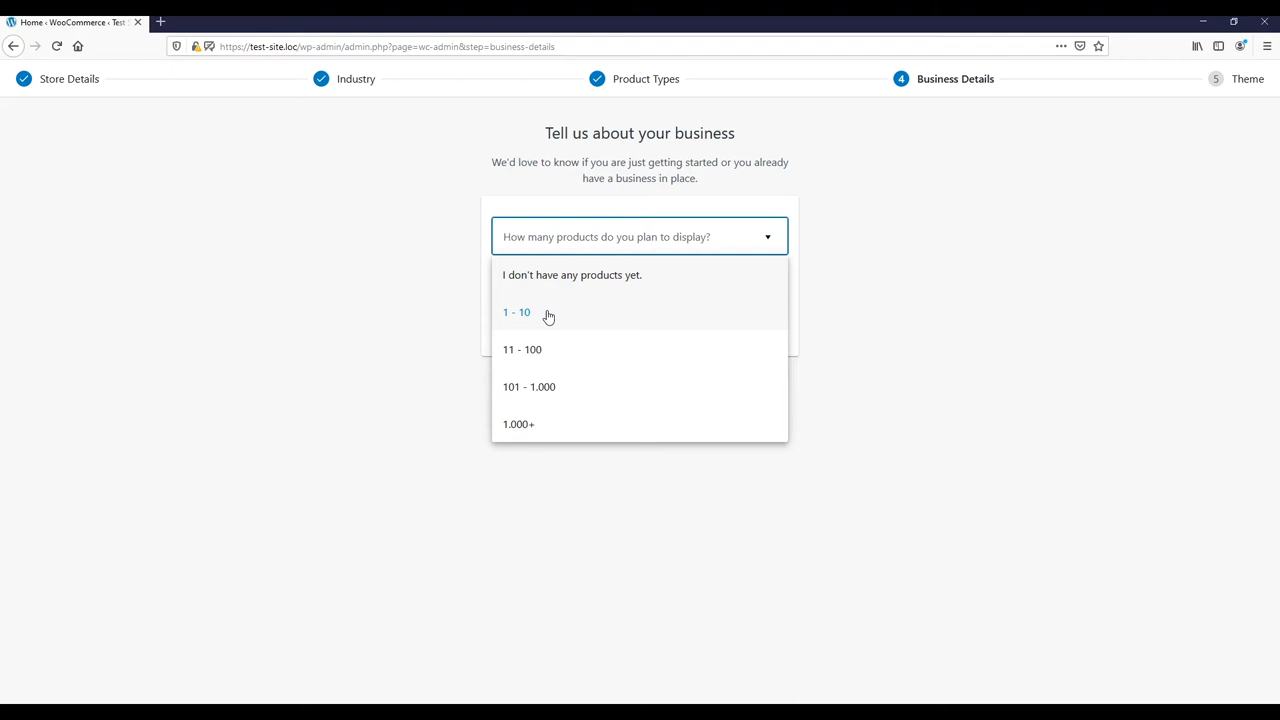 Home ‹ WooCommerce ‹ Test
https://test-site.loc/wp-admin/admin.php?page=wc-admin&step=business-details
Store Details
Industry
Product Types
4 Business Details
5 Theme
Tell us about your business
We'd love to know if you are just getting started or you already
have a business in place.
How many products do you plan to display?
I don't have any products yet.
1 - 10
11 - 100
101 - 1.000
1.000+